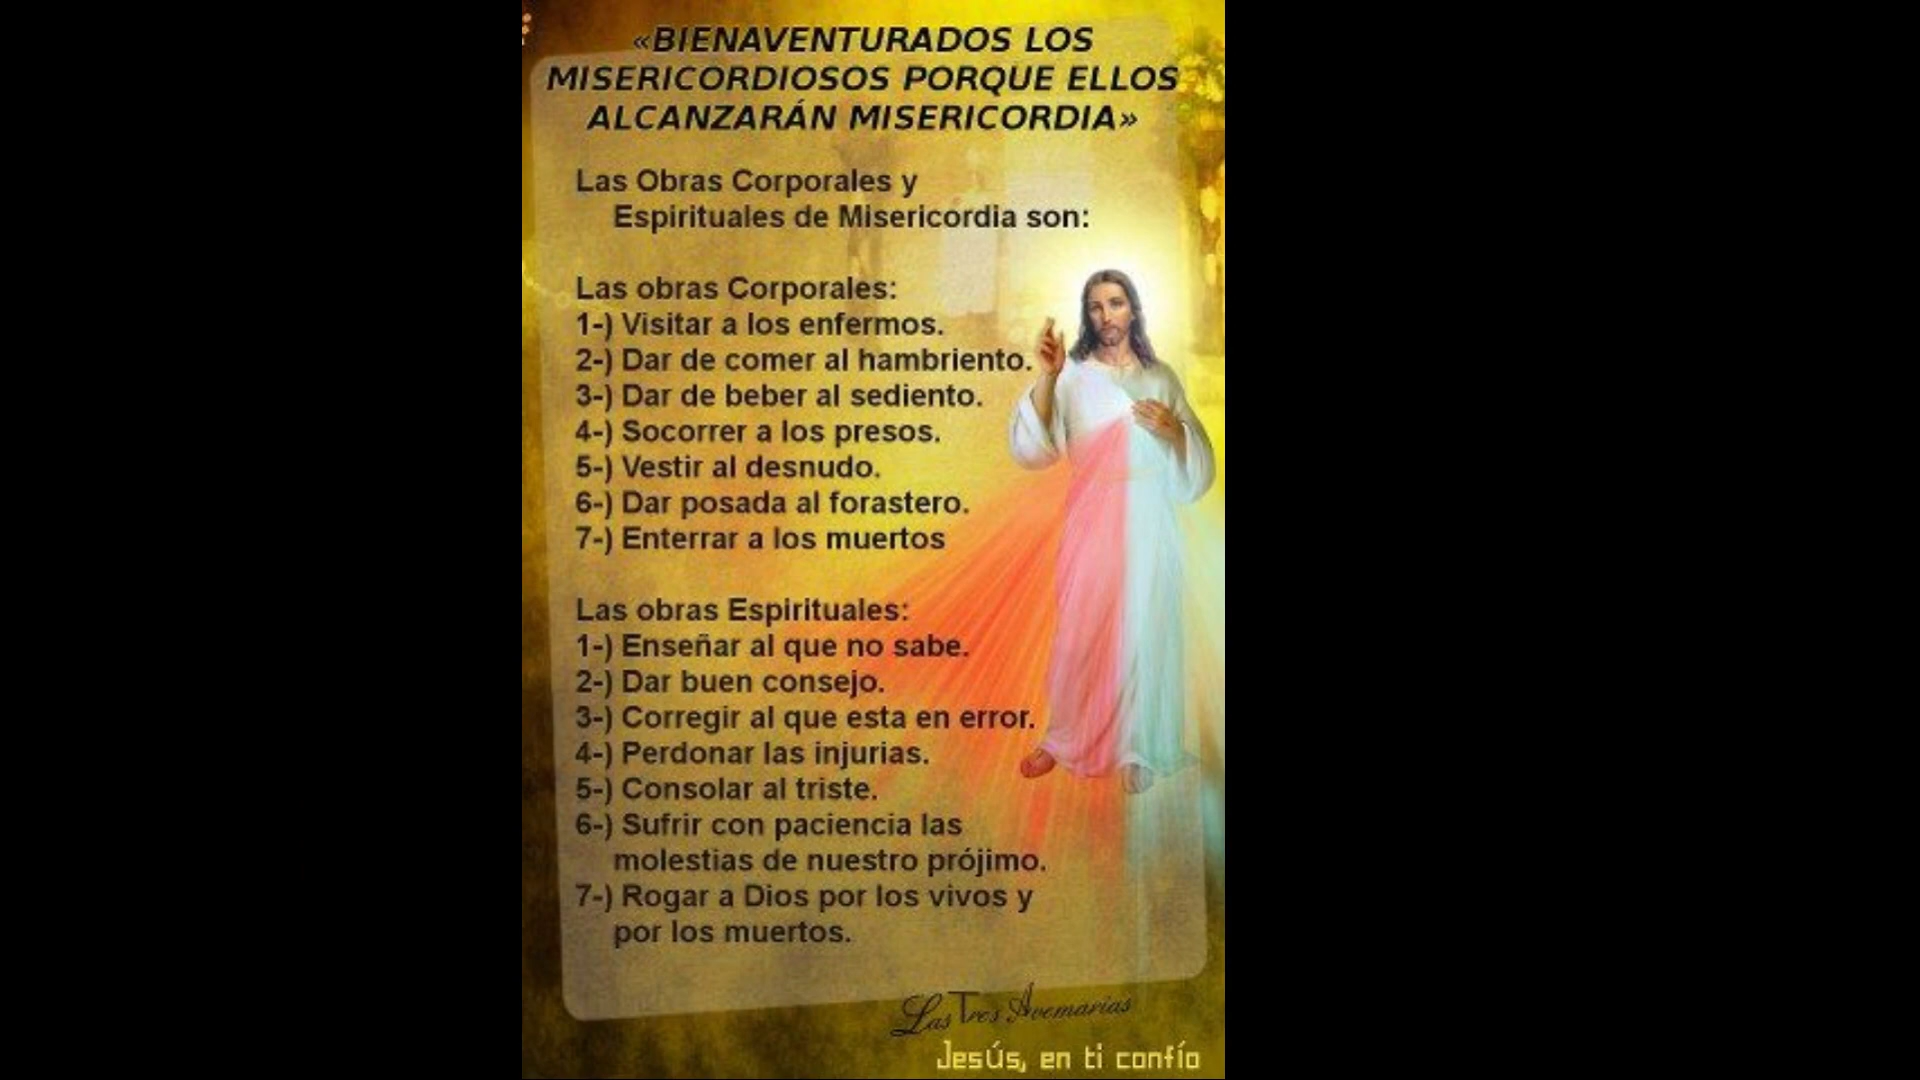 «BIENAVENTURADOS LOS
MISERICORDIOSOS PORQUE ELLOS
ALCANZARÁN MISERICORDIA»
Las Obras Corporales y
Espirituales de Misericordia son:
Las obras Corporales:
1-) Visitar a los enfermos.
2-) Dar de comer al hambriento.
3-) Dar de beber al sediento.
4-) Socorrer a los presos.
5-) Vestir al desnudo.
6-) Dar posada al forastero.
7-) Enterrar a los muertos
Las obras Espirituales:
1-) Enseñar al que no sabe.
2-) Dar buen consejo.
3-) Corregir al que esta en error.
4-) Perdonar las injurias.
5-) Consolar al triste.
6-) Sufrir con paciencia las
molestias de nuestro prójimo.
7-) Rogar a Dios por los vivos y
por los muertos.
Las Tres Avemarías
Jesús, en ti confío